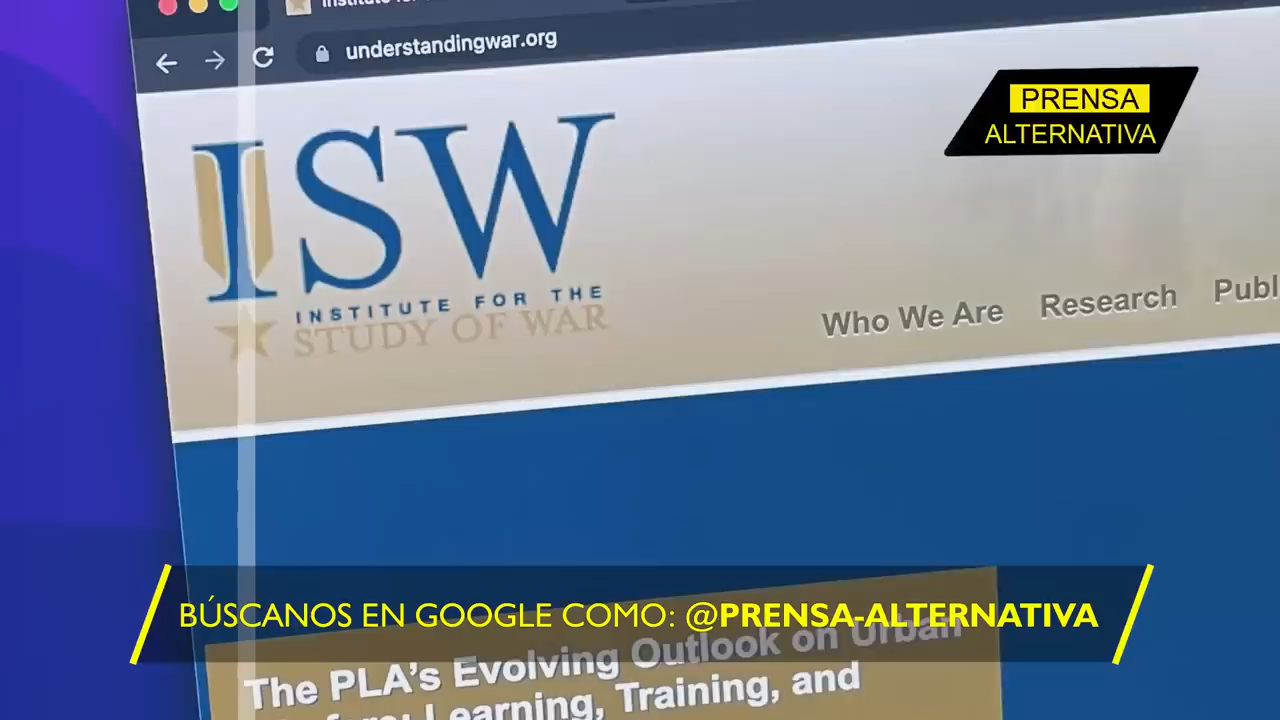 understandingwar.org
PRENSA
ALTERNATIVA
ISW
INSTITUTE FOR THE
STUDY OF WAR
Who We Are
Research
BÚSCANOS EN GOOGLE COMO: @PRENSA-ALTERNATIVA
The PLA's Evolving Outlook on Urban
Learning, Training, and